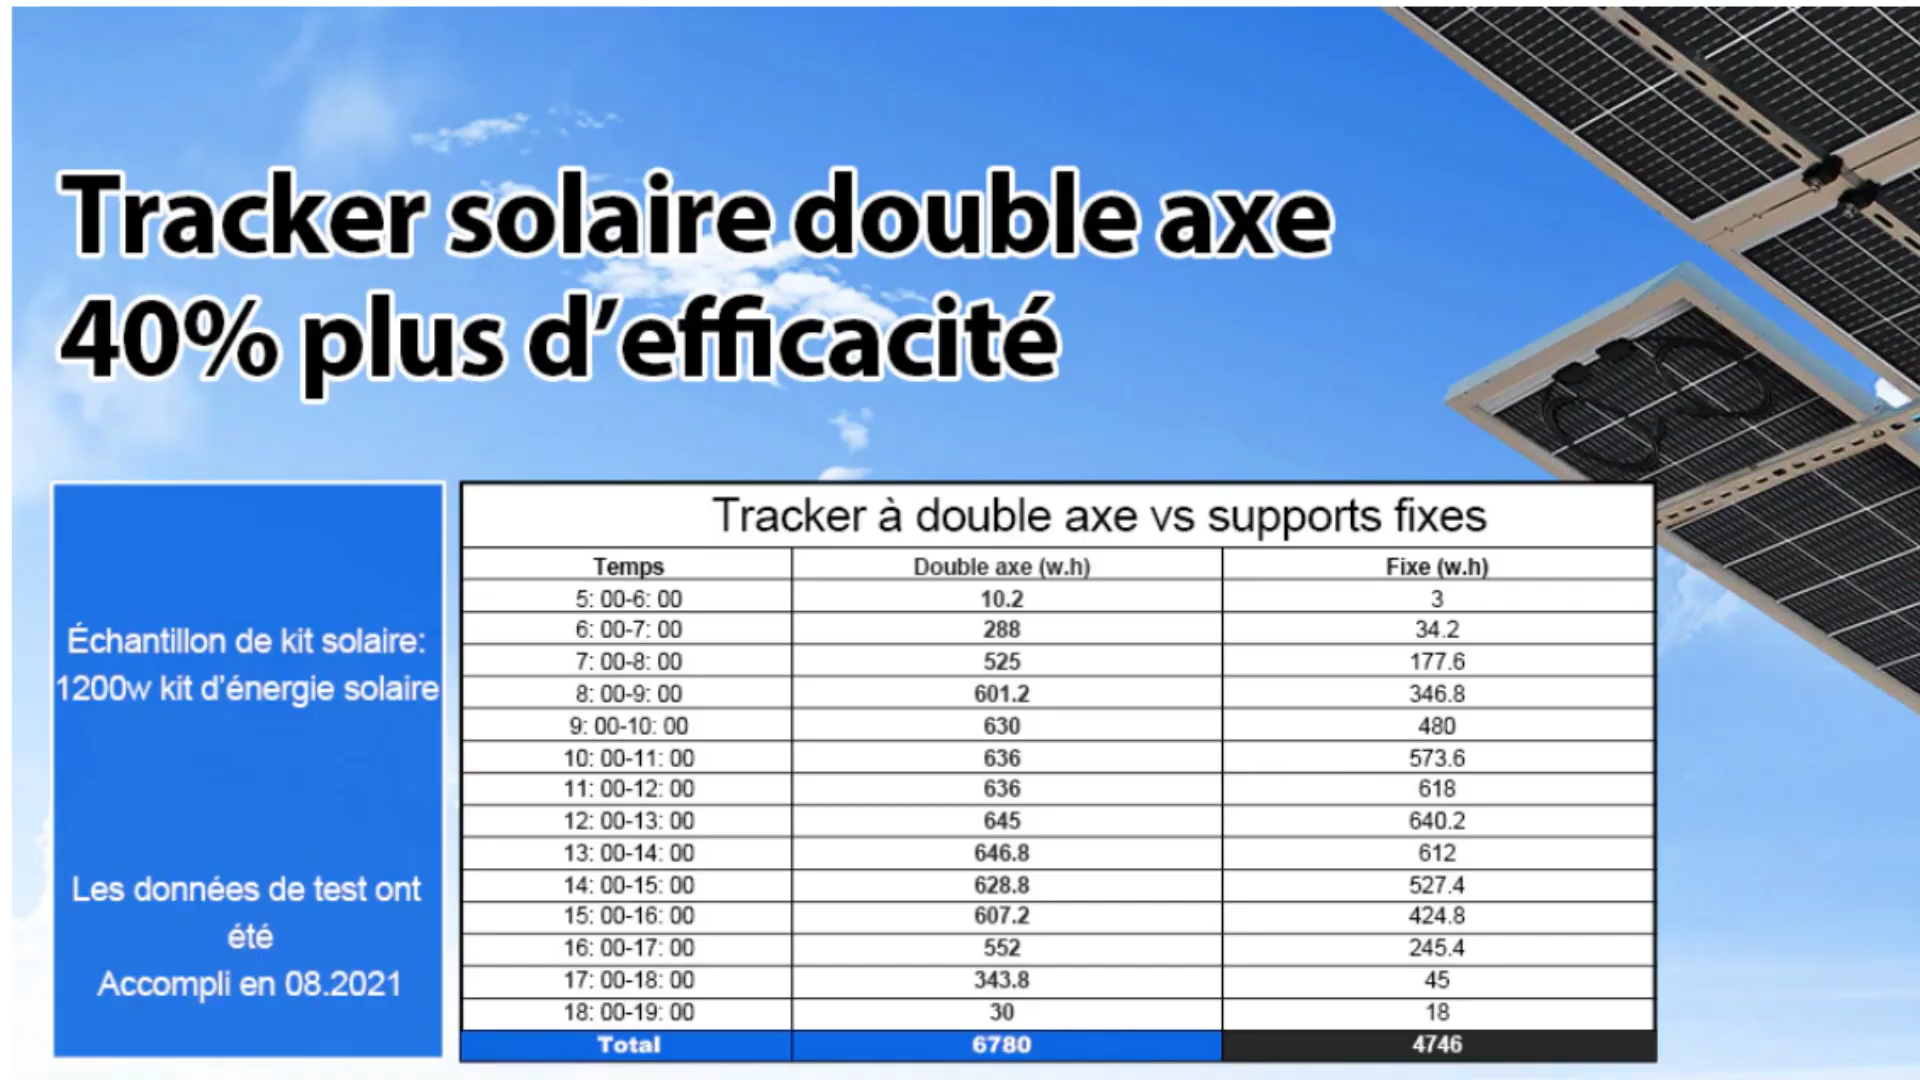 Tracker solaire double axe
40% plus d’efficacité
Échantillon de kit solaire:
1200w kit d’énergie solaire
Les données de test ont
été
Accompli en 08.2021
Tracker à double axe vs supports fixes
Temps Double axe (w.h) Fixe (w.h)
5: 00-6: 00 10.2 3
6: 00-7: 00 288 34.2
7: 00-8: 00 525 177.6
8: 00-9: 00 601.2 346.8
9: 00-10: 00 630 480
10: 00-11: 00 636 573.6
11: 00-12: 00 636 618
12: 00-13: 00 645 640.2
13: 00-14: 00 646.8 612
14: 00-15: 00 628.8 527.4
15: 00-16: 00 607.2 424.8
16: 00-17: 00 552 245.4
17: 00-18: 00 343.8 45
18: 00-19: 00 30 18
Total 6780 4746